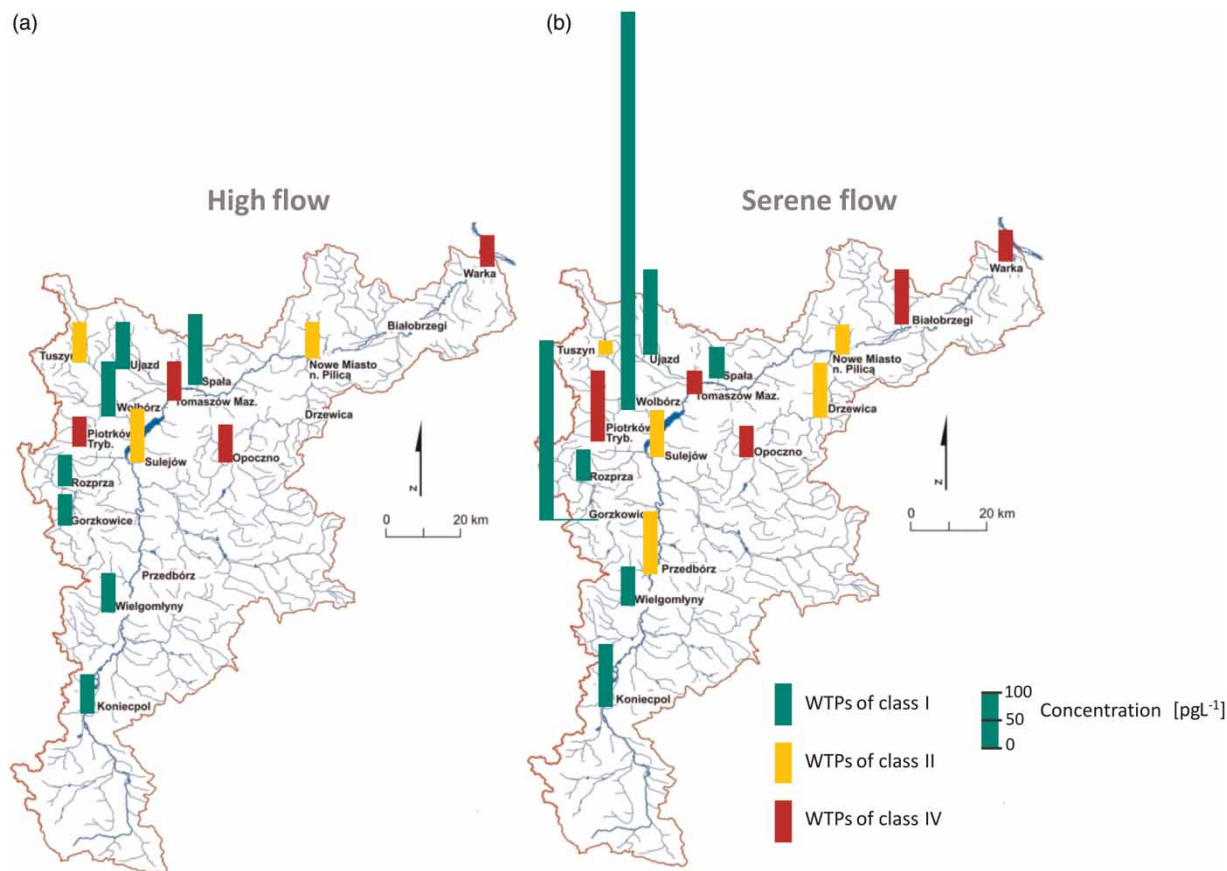 (a)
High flow
Warka
Białobrzegi
Tuszyn
Ujazd
Nowe Miasto
n. Pilicą
Spała
Tomaszów Maz.
Wolbórz
Drzewica
Piotrków
Tryb.
Sulejów
Opoczno
Rozprza
N
Gorzkowice
0 20 km
Przedbórz
Wielgomłyny
Koniecpol
(b)
Serene flow
Warka
Białobrzegi
Tuszyn
Ujazd
Nowe Miasto
n. Pilicą
Spała
Tomaszów Maz.
Wolbórz
Drzewica
Piotrków
Tryb.
Sulejów
Opoczno
Rozprza
N
Gorzkowice
0 20 km
Przedbórz
Wielgomłyny
Koniecpol
WTPs of class I
WTPs of class II
WTPs of class IV
100
50
0
Concentration [pgL-1]